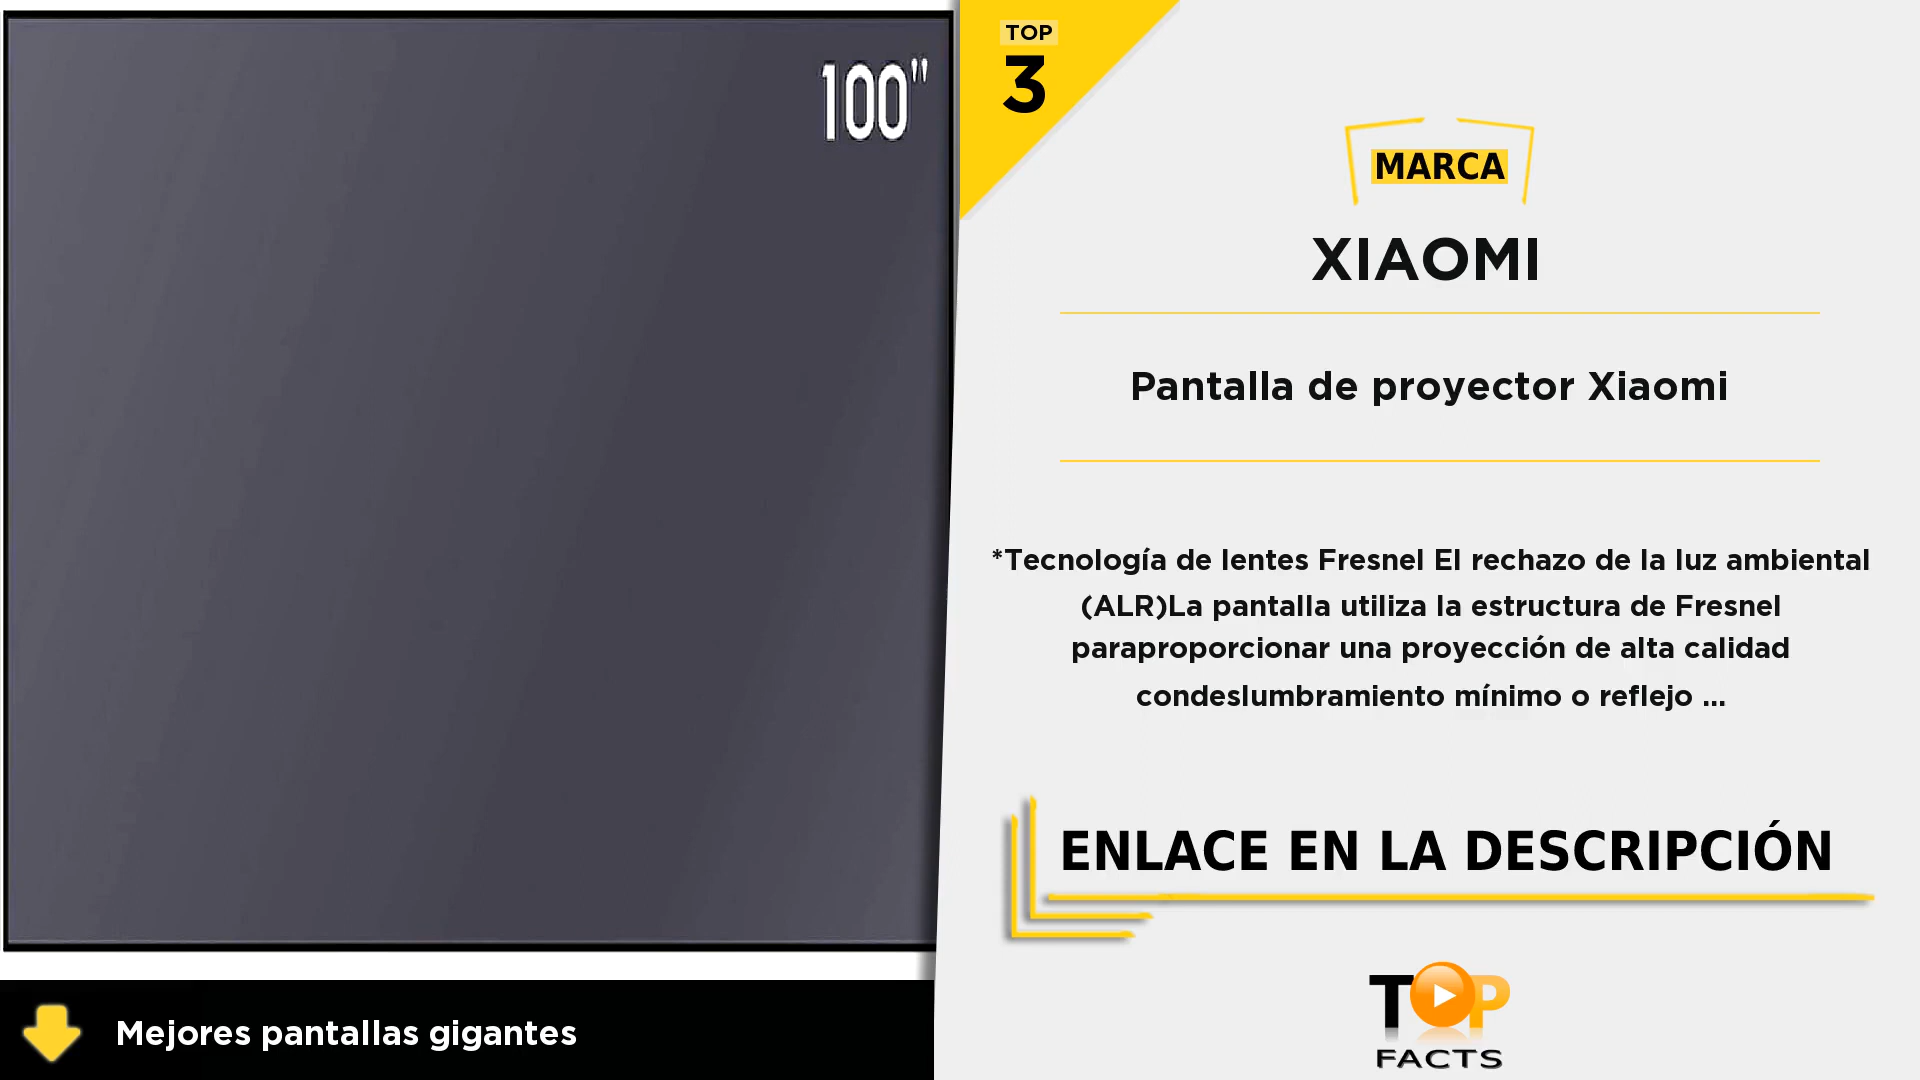 100"
TOP
3
MARCA
XIAOMI
Pantalla de proyector Xiaomi
*Tecnología de lentes Fresnel El rechazo de la luz ambiental
(ALR)La pantalla utiliza la estructura de Fresnel
paraproporcionar una proyección de alta calidad
condeslumbramiento mínimo o reflejo ...
ENLACE EN LA DESCRIPCIÓN
Mejores pantallas gigantes
TOP
FACTS